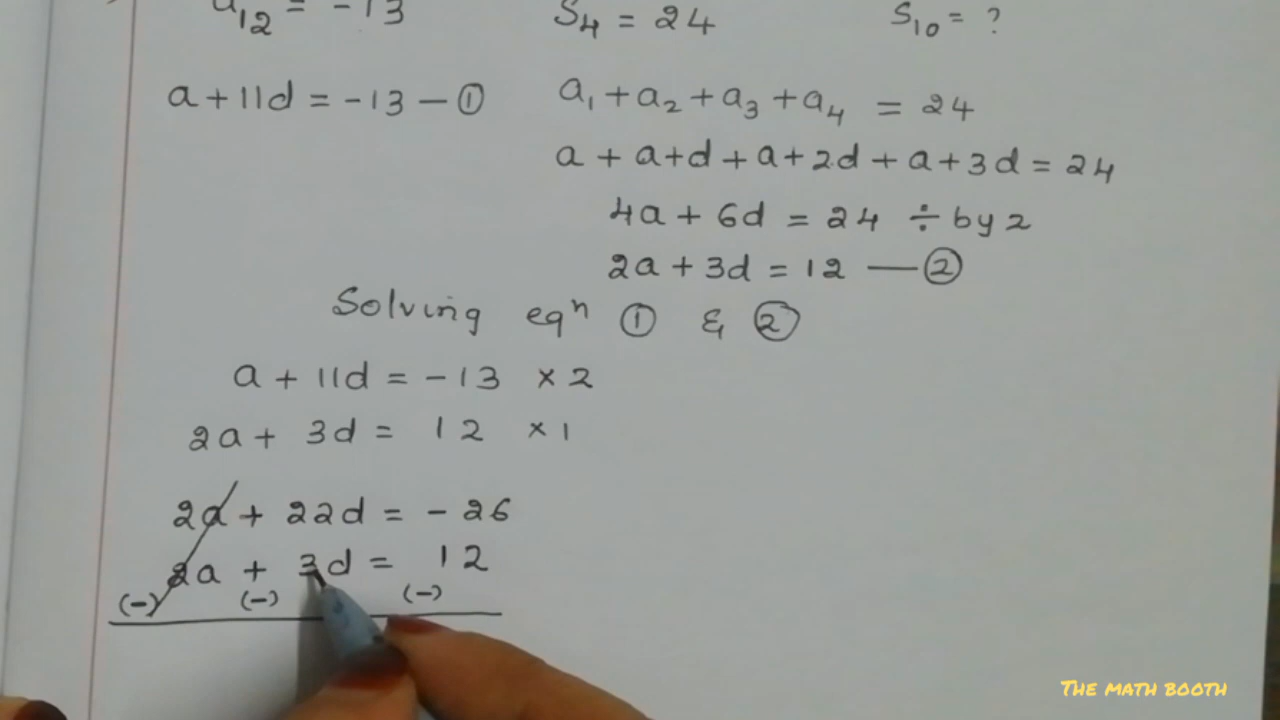 a₁₂ = -13 S₄ = 24 S₁₀ = ?
a + 11d = -13 — ① a₁ + a₂ + a₃ + a₄ = 24
a + a+d + a+2d + a+3d = 24
4a + 6d = 24 ÷ by 2
2a + 3d = 12 — ②
Solving eqⁿ ① & ②
a + 11d = -13 × 2
2a + 3d = 12 × 1
2a + 22d = - 26
2a + 3d = 12
(-) (-) (-)
THE MATH BOOTH